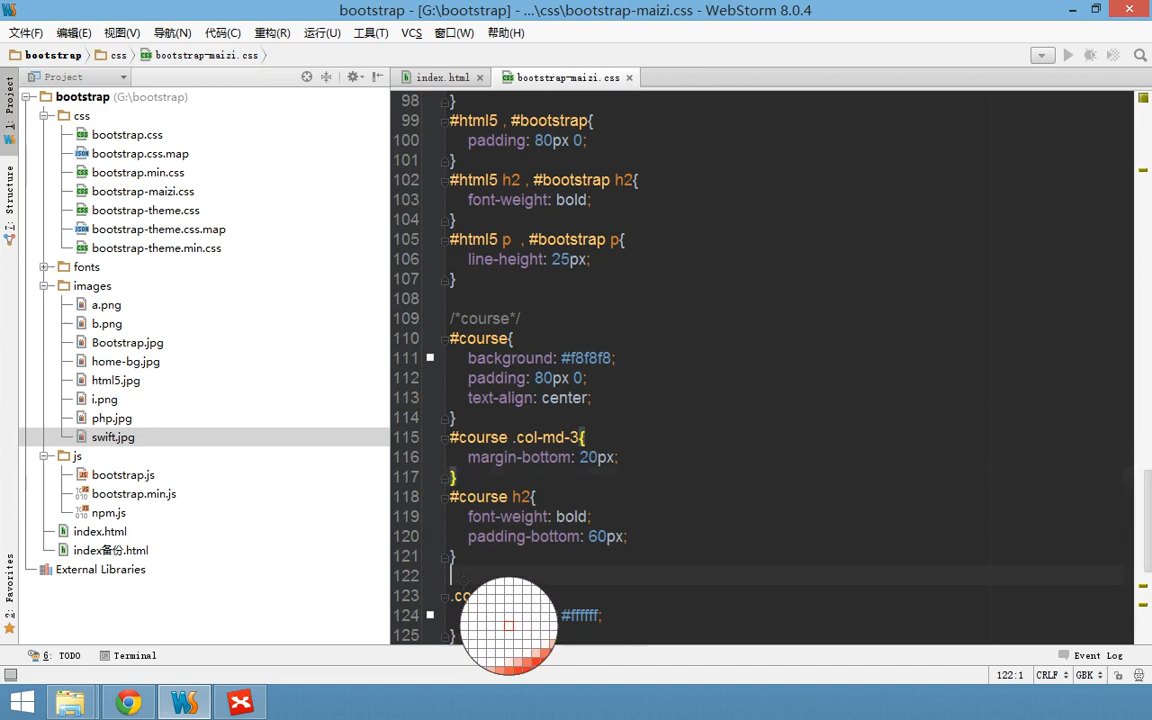 bootstrap - [G:\bootstrap] - ...\css\bootstrap-maizi.css - WebStorm 8.0.4
文件(F) 编辑(E) 视图(V) 导航(N) 代码(C) 重构(R) 运行(U) 工具(T) VCS 窗口(W) 帮助(H)
bootstrap css bootstrap-maizi.css
Project
index.html
bootstrap-maizi.css
1: Project
7: Structure
2: Favorites
bootstrap (G:\bootstrap)
css
bootstrap.css
bootstrap.css.map
bootstrap.min.css
bootstrap-maizi.css
bootstrap-theme.css
bootstrap-theme.css.map
bootstrap-theme.min.css
fonts
images
a.png
b.png
Bootstrap.jpg
home-bg.jpg
html5.jpg
i.png
php.jpg
swift.jpg
js
bootstrap.js
bootstrap.min.js
npm.js
index.html
index备份.html
External Libraries
98 }
99 #html5 , #bootstrap{
100 padding: 80px 0;
101 }
102 #html5 h2 , #bootstrap h2{
103 font-weight: bold;
104 }
105 #html5 p , #bootstrap p{
106 line-height: 25px;
107 }
108
109 /*course*/
110 #course{
111 background: #f8f8f8;
112 padding: 80px 0;
113 text-align: center;
114 }
115 #course .col-md-3{
116 margin-bottom: 20px;
117 }
118 #course h2{
119 font-weight: bold;
120 padding-bottom: 60px;
121 }
122
123
124 #ffffff;
125 }
6: TODO Terminal Event Log
122:1 CRLF GBK